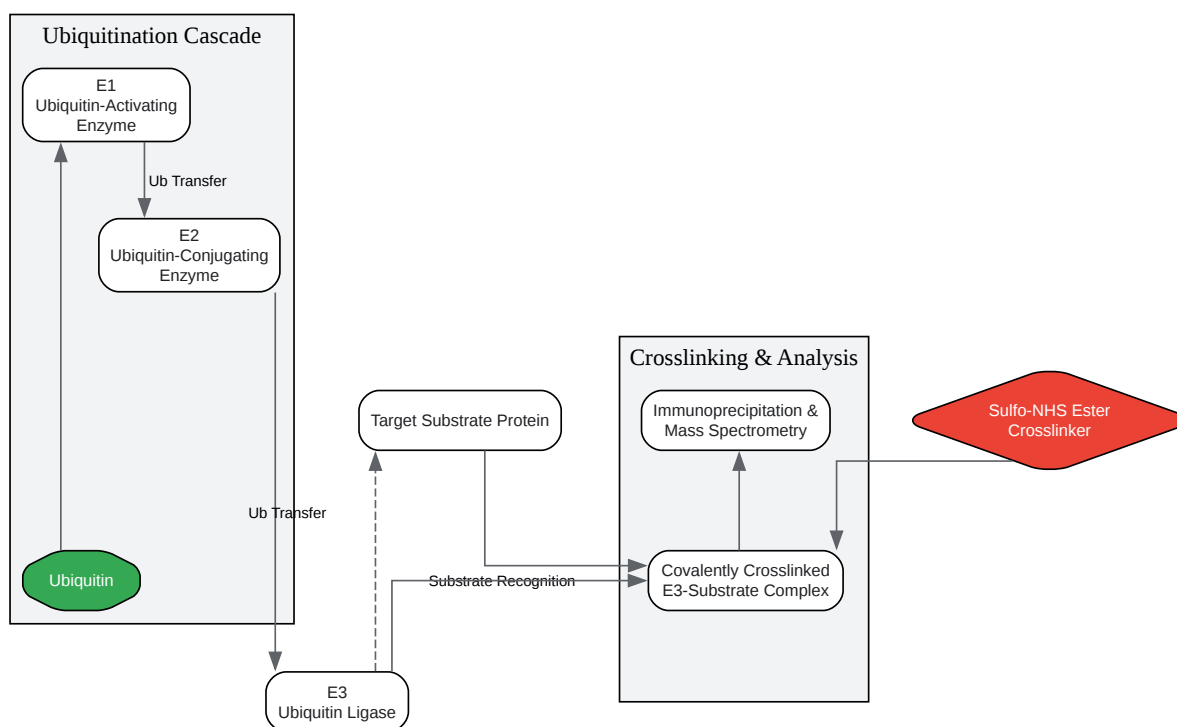 Ubiquitination Cascade
E1
Ubiquitin-Activating
Enzyme
Ub Transfer
E2
Ubiquitin-Conjugating
Enzyme
Crosslinking & Analysis
Target Substrate Protein
Immunoprecipitation &
Mass Spectrometry
Sulfo-NHS Ester
Crosslinker
Ub Transfer
Ubiquitin
Substrate Recognition
Covalently Crosslinked
E3-Substrate Complex
E3
Ubiquitin Ligase